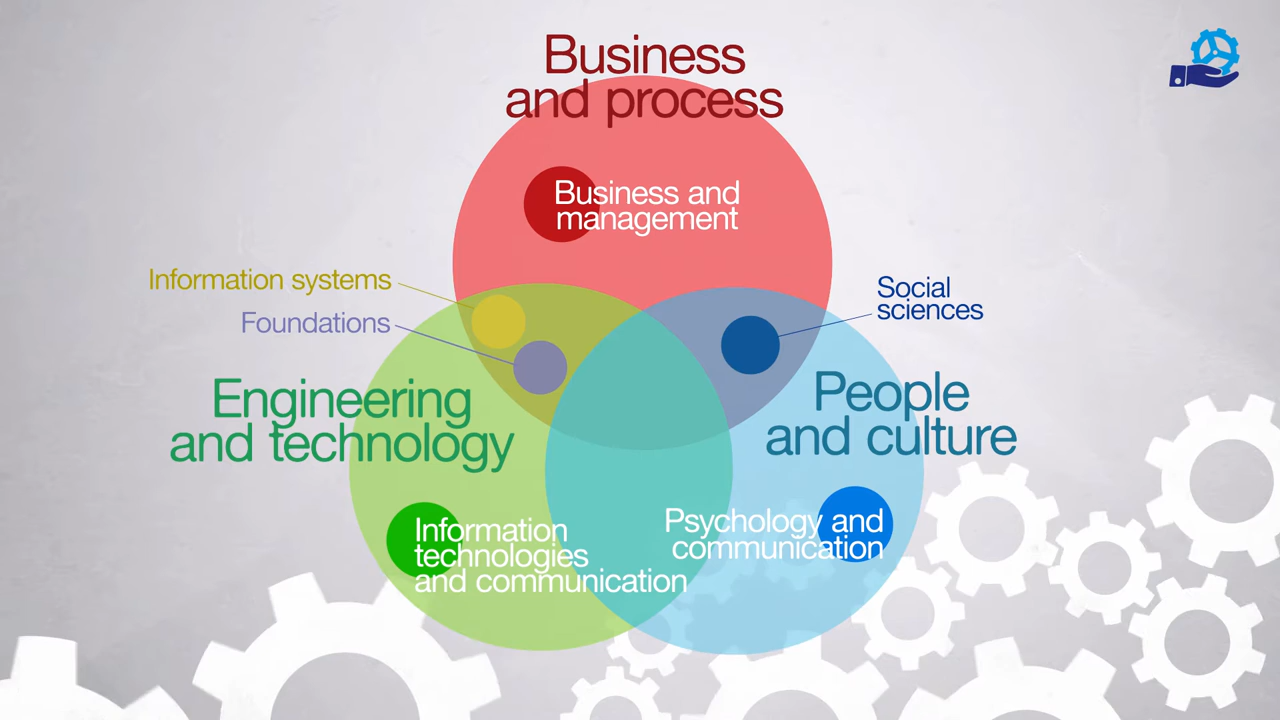 Business
and process
Business and
management
Information systems
Foundations
Social
sciences
Engineering
and technology
People
and culture
Information
technologies
and communication
Psychology and
communication